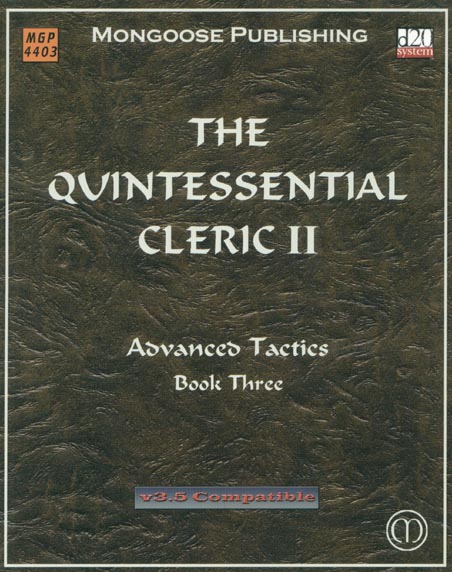 MGP
4403
MONGOOSE PUBLISHING
d20
system
THE
QUINTESSENTIAL
CLERIC II
Advanced Tactics
Book Three
v3.5 Compatible
M